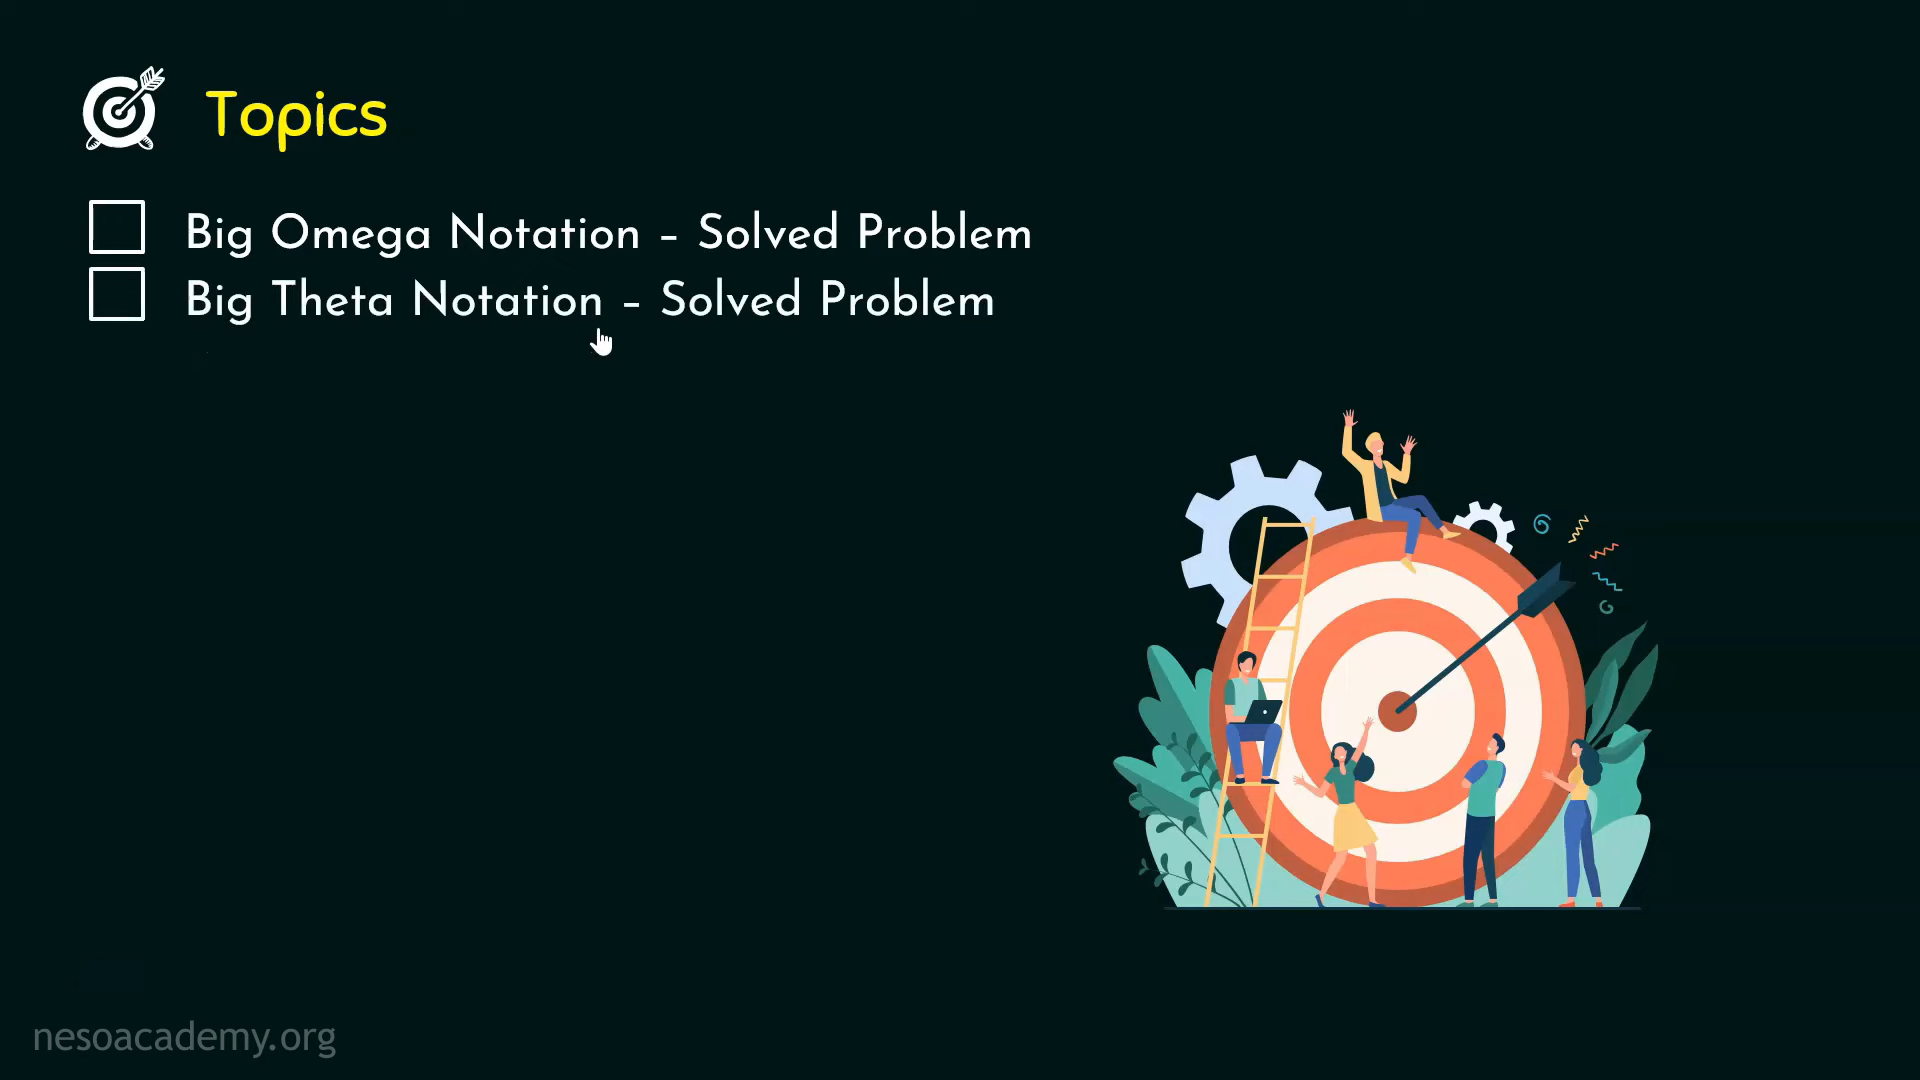 Topics
Big Omega Notation – Solved Problem
Big Theta Notation – Solved Problem
nesoacademy.org